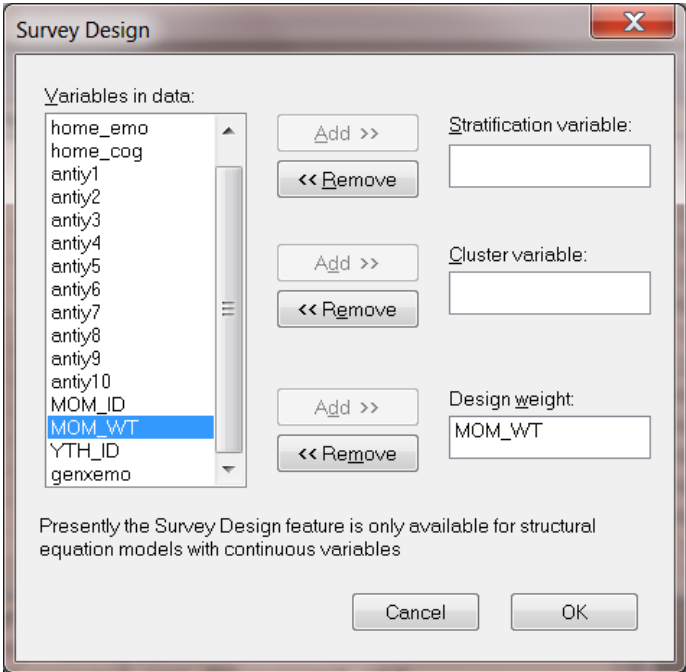 Survey Design
X
Variables in data:
home_emo
home_cog
antiy1
antiy2
antiy3
antiy4
antiy5
antiy6
antiy7
antiy8
antiy9
antiy10
MOM_ID
MOM_WT
YTH_ID
genxemo
Add >>
<< Remove
Stratification variable:
Add >>
<< Remove
Cluster variable:
Add >>
<< Remove
Design weight:
MOM_WT
Presently the Survey Design feature is only available for structural
equation models with continuous variables
Cancel
OK